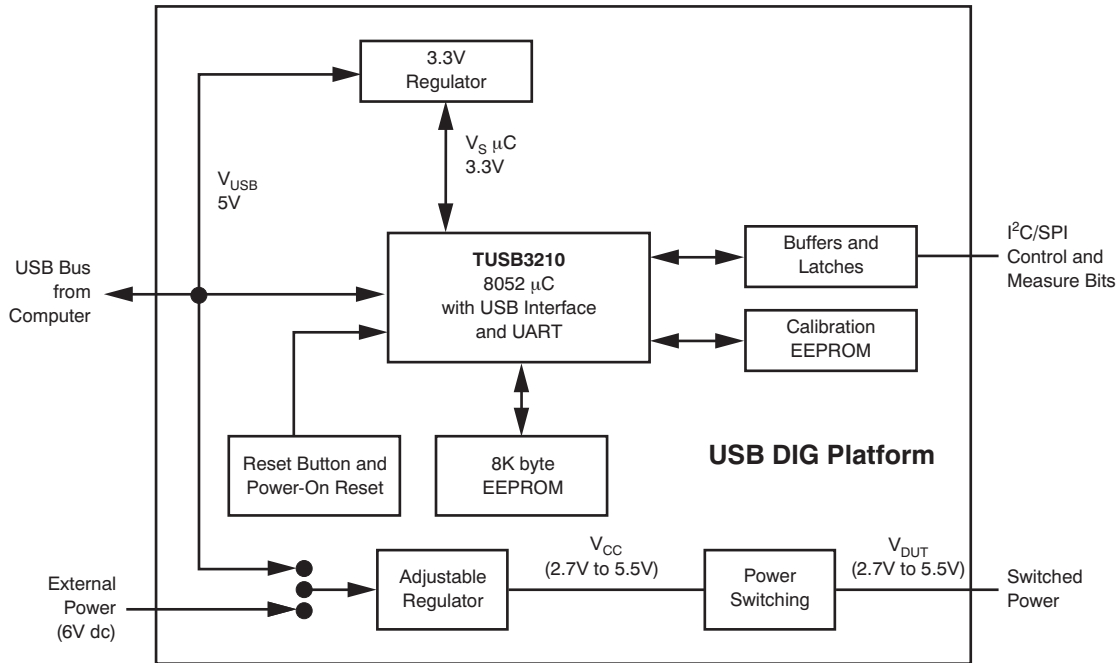 3.3V
Regulator
V_S μC
3.3V
V_USB
5V
USB Bus
from
Computer
TUSB3210
8052 μC
with USB Interface
and UART
Buffers and
Latches
I²C/SPI
Control and
Measure Bits
Calibration
EEPROM
Reset Button and
Power-On Reset
8K byte
EEPROM
USB DIG Platform
External
Power
(6V dc)
Adjustable
Regulator
V_CC
(2.7V to 5.5V)
Power
Switching
V_DUT
(2.7V to 5.5V)
Switched
Power